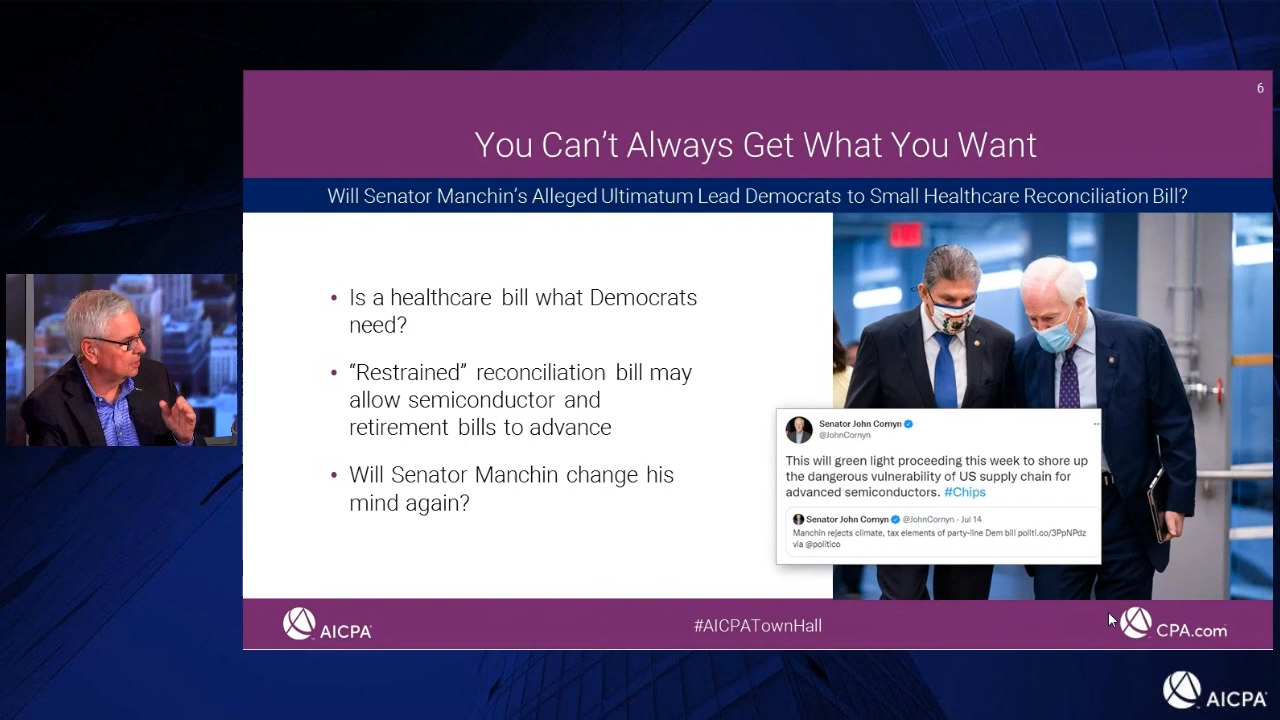 6
You Can't Always Get What You Want
Will Senator Manchin's Alleged Ultimatum Lead Democrats to Small Healthcare Reconciliation Bill?
• Is a healthcare bill what Democrats
need?
• “Restrained” reconciliation bill may
allow semiconductor and
retirement bills to advance
• Will Senator Manchin change his
mind again?
Senator John Cornyn
@JohnCornyn
This will green light proceeding this week to shore up
the dangerous vulnerability of US supply chain for
advanced semiconductors. #Chips
Senator John Cornyn @JohnCornyn · Jul 14
Manchin rejects climate, tax elements of party-line Dem bill politi.co/3PpNPdz
via @politico
AICPA
#AICPATownHall
CPA.com
AICPA